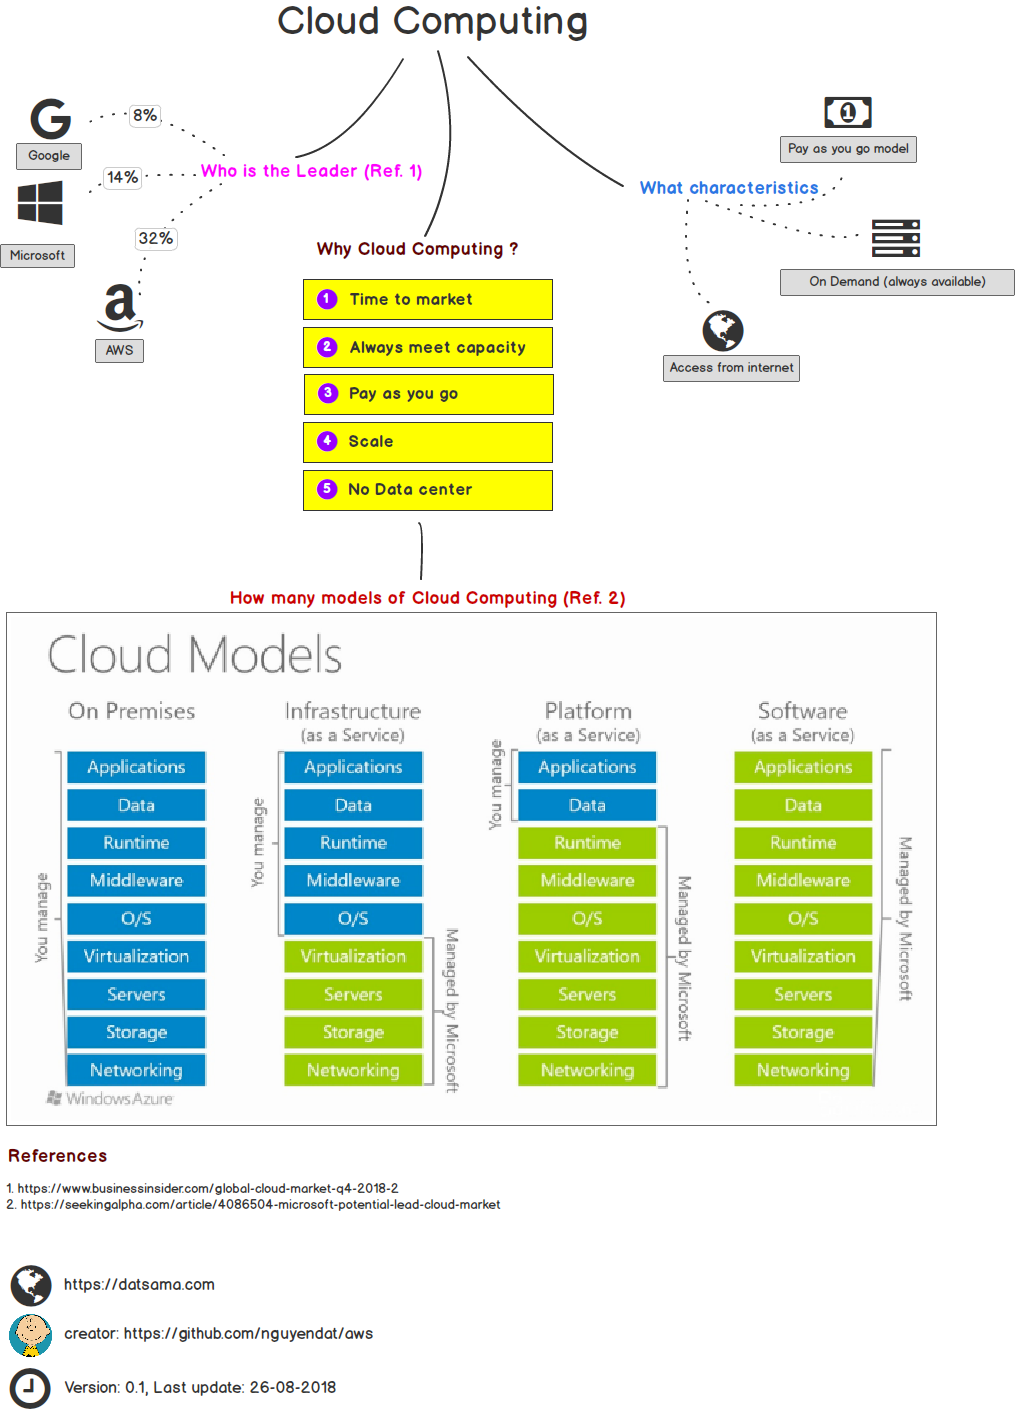 Cloud Computing
8%
Google
14%
Microsoft
32%
AWS
Who is the Leader (Ref. 1)
Pay as you go model
What characteristics
On Demand (always available)
Access from internet
Why Cloud Computing ?
1 Time to market
2 Always meet capacity
3 Pay as you go
4 Scale
5 No Data center
How many models of Cloud Computing (Ref. 2)
Cloud Models
On Premises
You manage
Applications
Data
Runtime
Middleware
O/S
Virtualization
Servers
Storage
Networking
Infrastructure
(as a Service)
You manage
Applications
Data
Runtime
Middleware
O/S
Virtualization
Servers
Storage
Networking
Managed by Microsoft
Platform
(as a Service)
You manage
Applications
Data
Runtime
Middleware
O/S
Virtualization
Servers
Storage
Networking
Managed by Microsoft
Software
(as a Service)
Applications
Data
Runtime
Middleware
O/S
Virtualization
Servers
Storage
Networking
Managed by Microsoft
Windows Azure
References
1. https://www.businessinsider.com/global-cloud-market-q4-2018-2
2. https://seekingalpha.com/article/4086504-microsoft-potential-lead-cloud-market
https://datsama.com
creator: https://github.com/nguyendat/aws
Version: 0.1, Last update: 26-08-2018